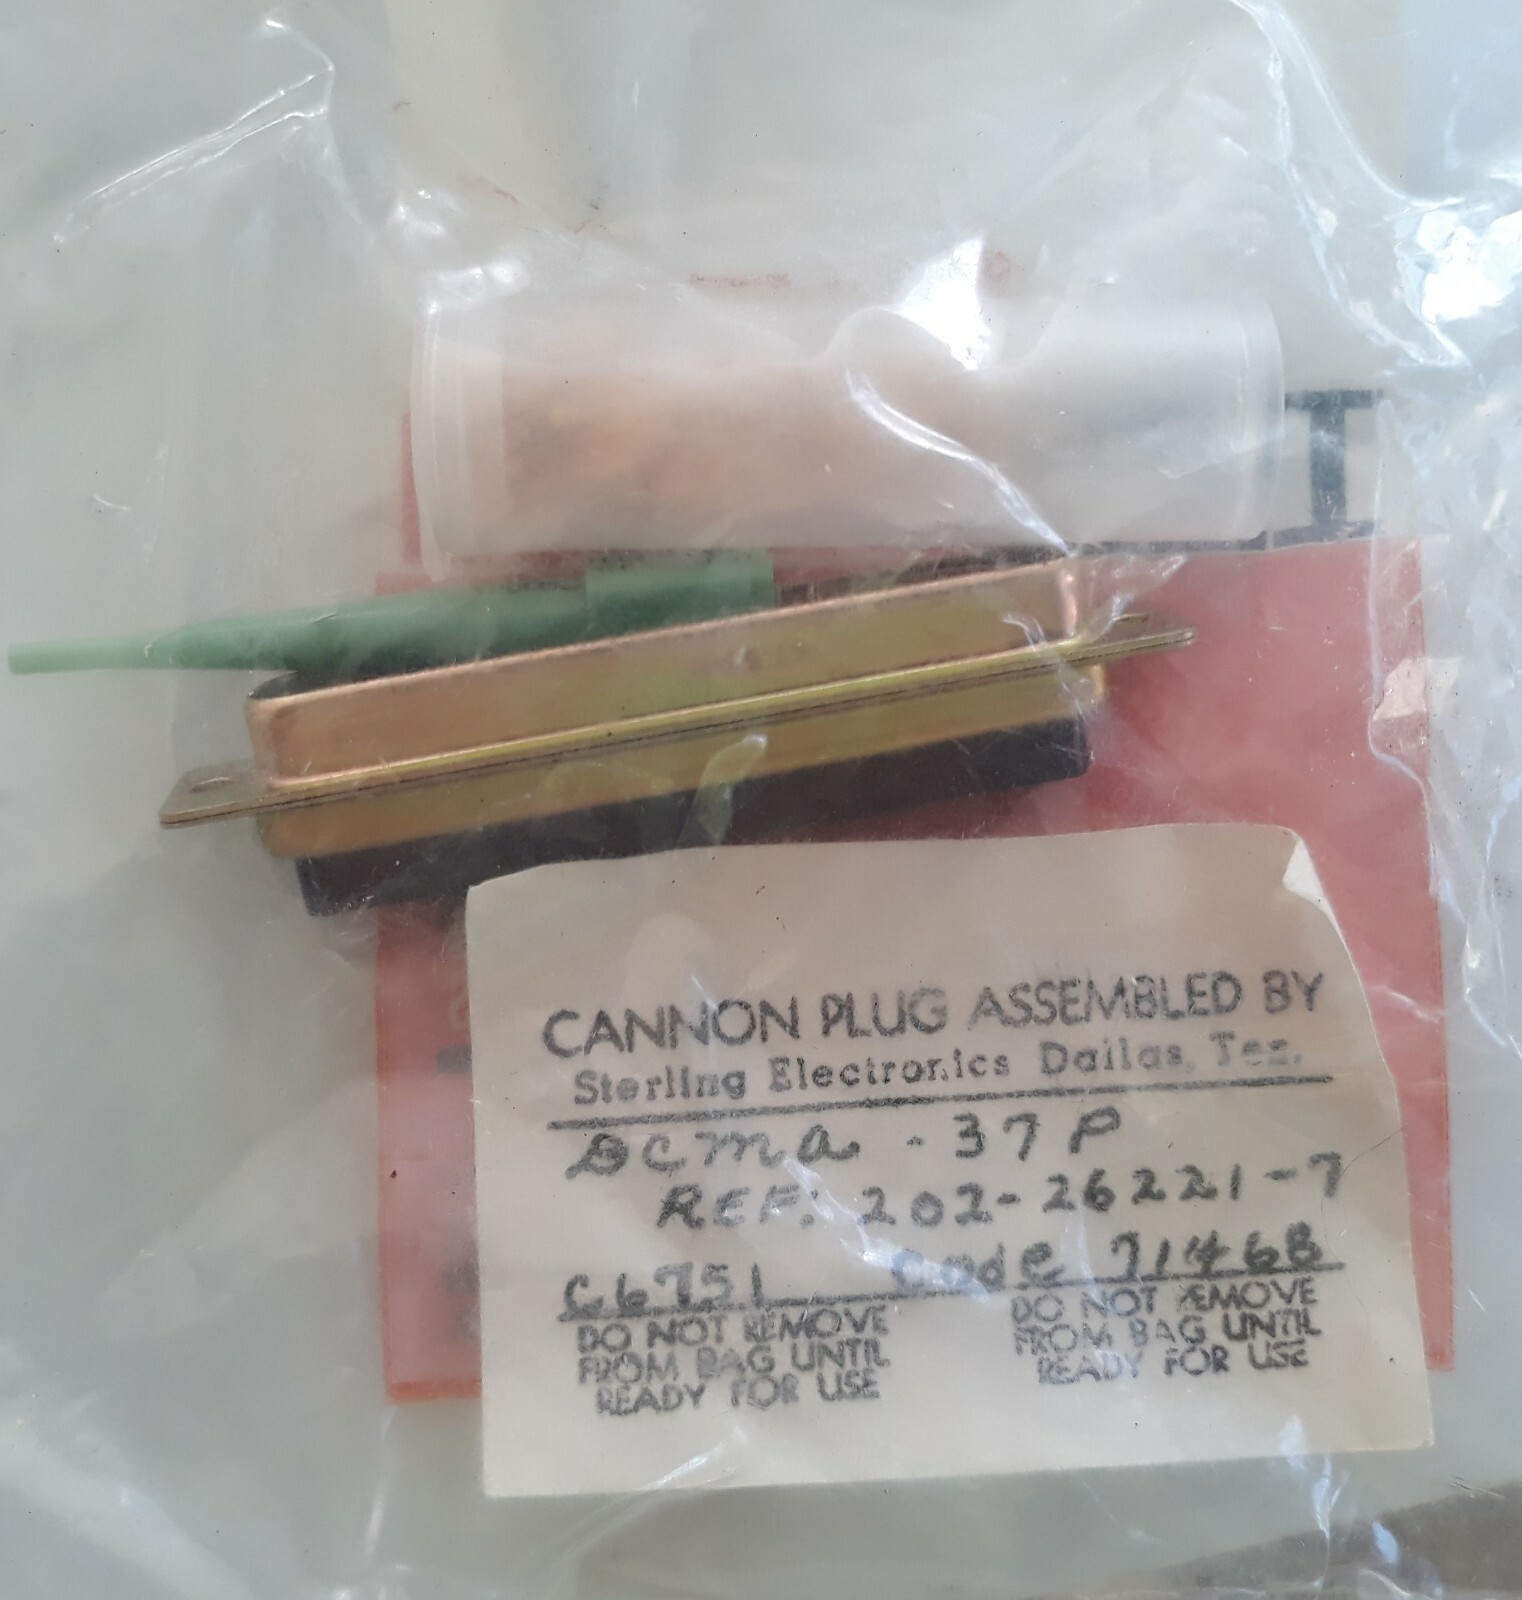 T
CANNON PLUG ASSEMBLED BY
Sterling Electronics Dallas, Tex.
DCMA - 37P
REF: 202-26221-7
C6751 Code 71468
DO NOT REMOVE
FROM BAG UNTIL
READY FOR USE
DO NOT REMOVE
FROM BAG UNTIL
READY FOR USE